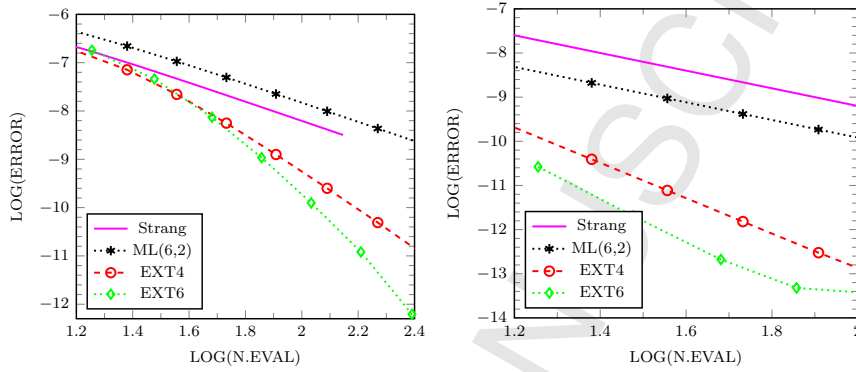 −6
−7
−8
−9
−10
−11
−12
1.2
1.4
1.6
1.8
2
2.2
2.4
LOG(ERROR)
LOG(N.EVAL)
Strang
ML(6,2)
EXT4
EXT6
−7
−8
−9
−10
−11
−12
−13
−14
1.2
1.4
1.6
1.8
2
LOG(ERROR)
LOG(N.EVAL)
Strang
ML(6,2)
EXT4
EXT6